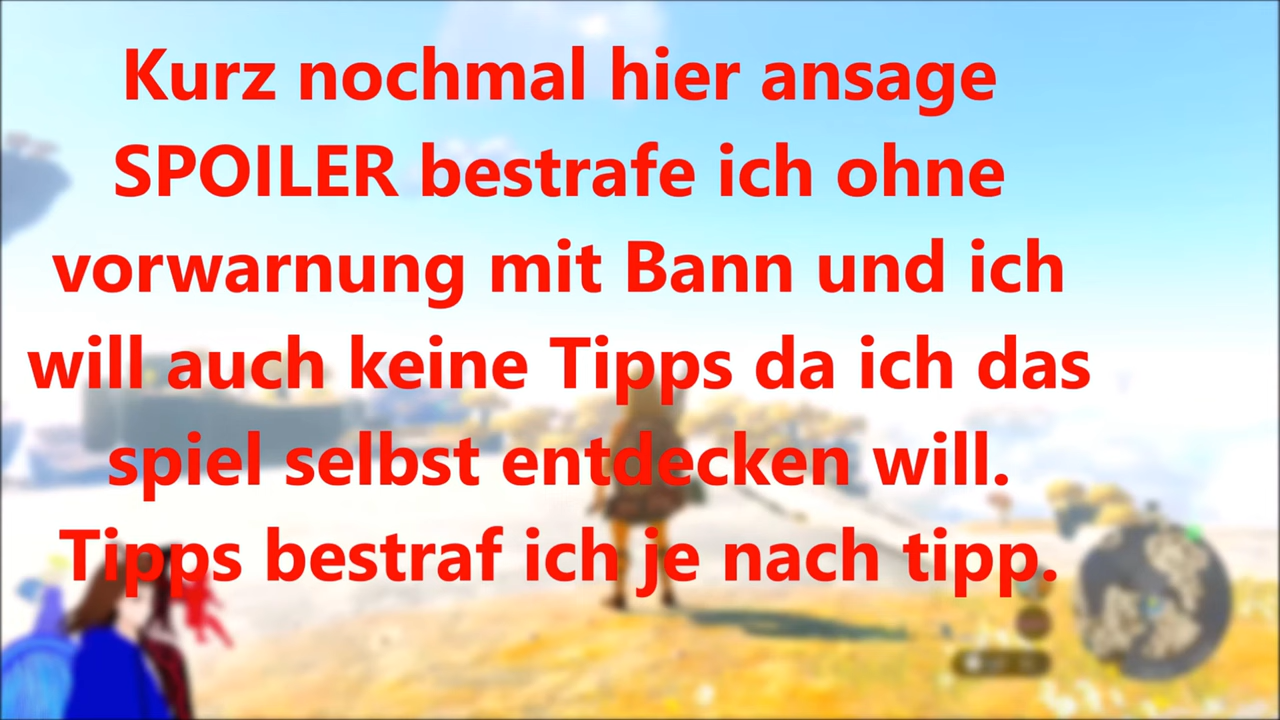 Kurz nochmal hier ansage
SPOILER bestrafe ich ohne
vorwarnung mit Bann und ich
will auch keine Tipps da ich das
spiel selbst entdecken will.
Tipps bestraf ich je nach tipp.